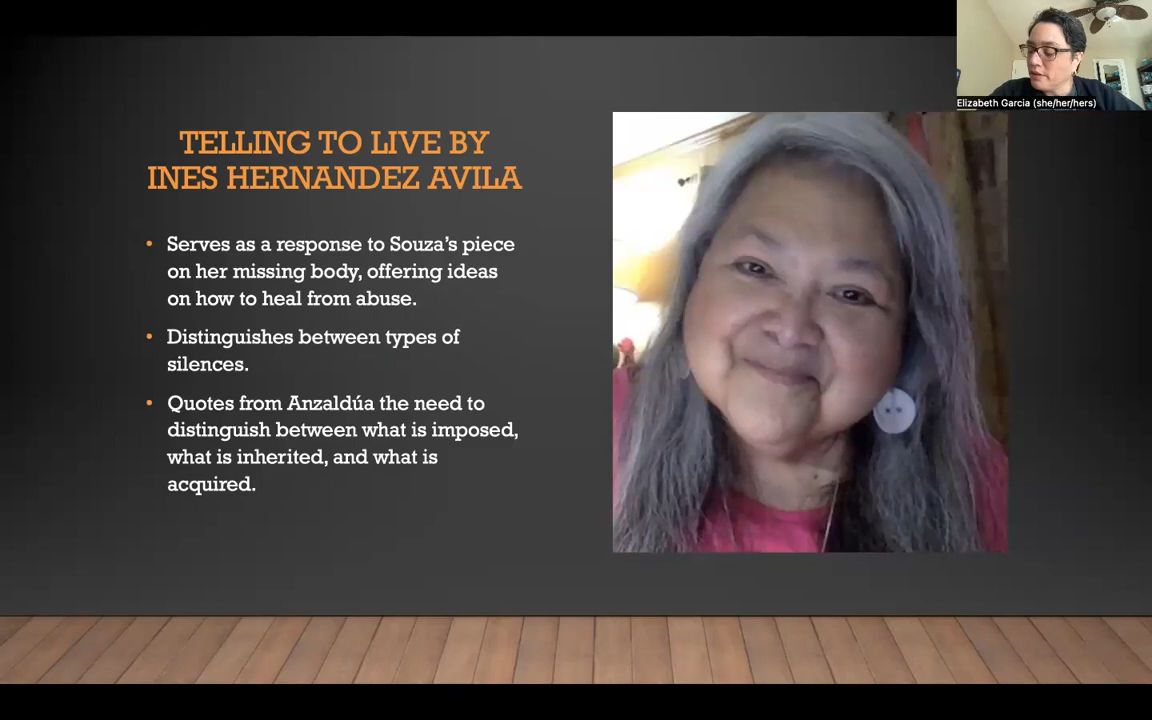 Elizabeth Garcia (she/her/hers)
TELLING TO LIVE BY
INES HERNANDEZ AVILA
• Serves as a response to Souza's piece
on her missing body, offering ideas
on how to heal from abuse.
• Distinguishes between types of
silences.
• Quotes from Anzaldúa the need to
distinguish between what is imposed,
what is inherited, and what is
acquired.